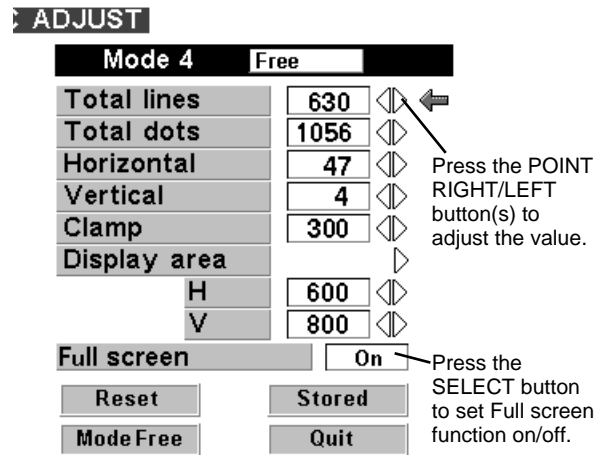 C ADJUST
Mode 4 Free
Total lines 630
Total dots 1056
Horizontal 47
Vertical 4
Clamp 300
Display area
H 600
V 800
Full screen On
Reset Stored
Mode Free Quit
Press the POINT
RIGHT/LEFT
button(s) to
adjust the value.
Press the
SELECT button
to set Full screen
function on/off.